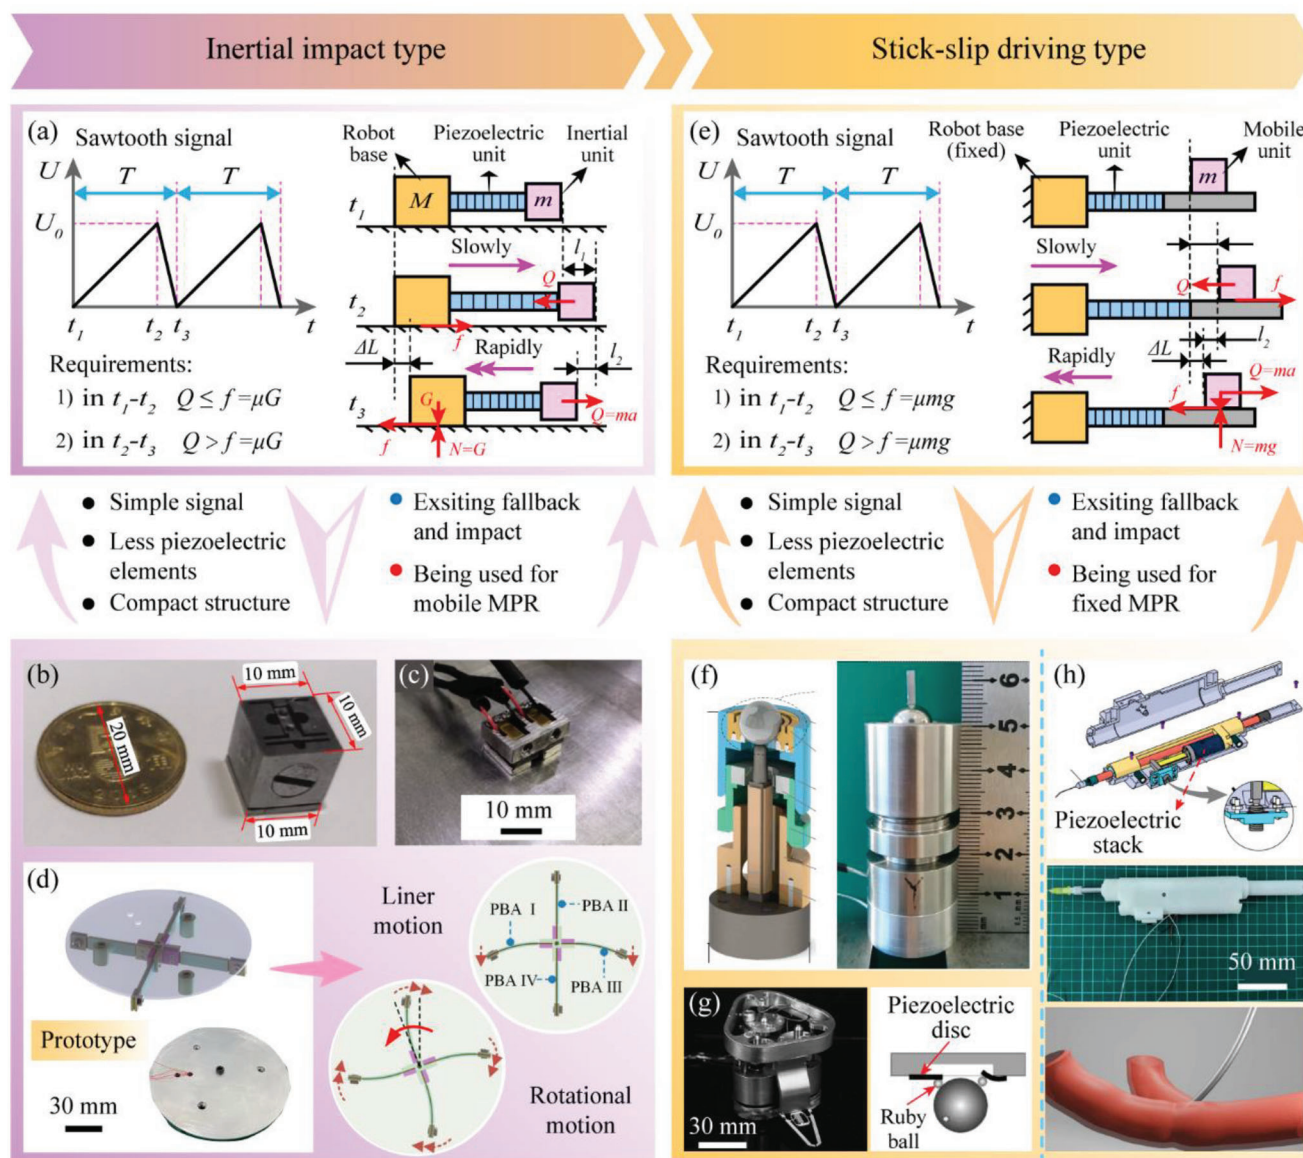 Inertial impact type
Stick-slip driving type
(a)
Sawtooth signal
U
T
T
U₀
t₁
t₂
t₃
t
Requirements:
1) in t₁-t₂ Q ≤ f=μG
2) in t₂-t₃ Q > f=μG
Robot
base
Piezoelectric
unit
Inertial
unit
t₁
M
m
Slowly
l₁
Q
t₂
f
ΔL
Rapidly
l₂
t₃
G
Q=ma
f
N=G
(e)
Sawtooth signal
U
T
T
U₀
t₁
t₂
t₃
t
Requirements:
1) in t₁-t₂ Q ≤ f=μmg
2) in t₂-t₃ Q > f=μmg
Robot base
(fixed)
Piezoelectric
unit
Mobile
unit
m
Slowly
Q
f
Rapidly
ΔL
l₂
Q=ma
f
N=mg
Simple signal
Less piezoelectric
elements
Compact structure
Exsiting fallback
and impact
Being used for
mobile MPR
Simple signal
Less piezoelectric
elements
Compact structure
Exsiting fallback
and impact
Being used for
fixed MPR
(b)
20 mm
10 mm
10 mm
10 mm
(c)
10 mm
(d)
Prototype
30 mm
Liner
motion
PBA I
PBA II
PBA IV
PBA III
Rotational
motion
(f)
6
5
4
3
2
1
(g)
30 mm
Piezoelectric
disc
Ruby
ball
(h)
Piezoelectric
stack
50 mm